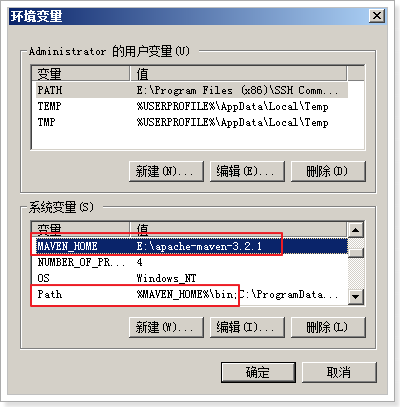 环境变量
Administrator 的用户变量(U)
变量 值
PATH E:\Program Files (x86)\SSH Comm...
TEMP %USERPROFILE%\AppData\Local\Temp
TMP %USERPROFILE%\AppData\Local\Temp
新建(N)... 编辑(E)... 删除(D)
系统变量(S)
变量 值
MAVEN_HOME E:\apache-maven-3.2.1
NUMBER_OF_PR... 4
OS Windows_NT
Path %MAVEN_HOME%\bin;C:\ProgramData...
新建(W)... 编辑(I)... 删除(L)
确定 取消